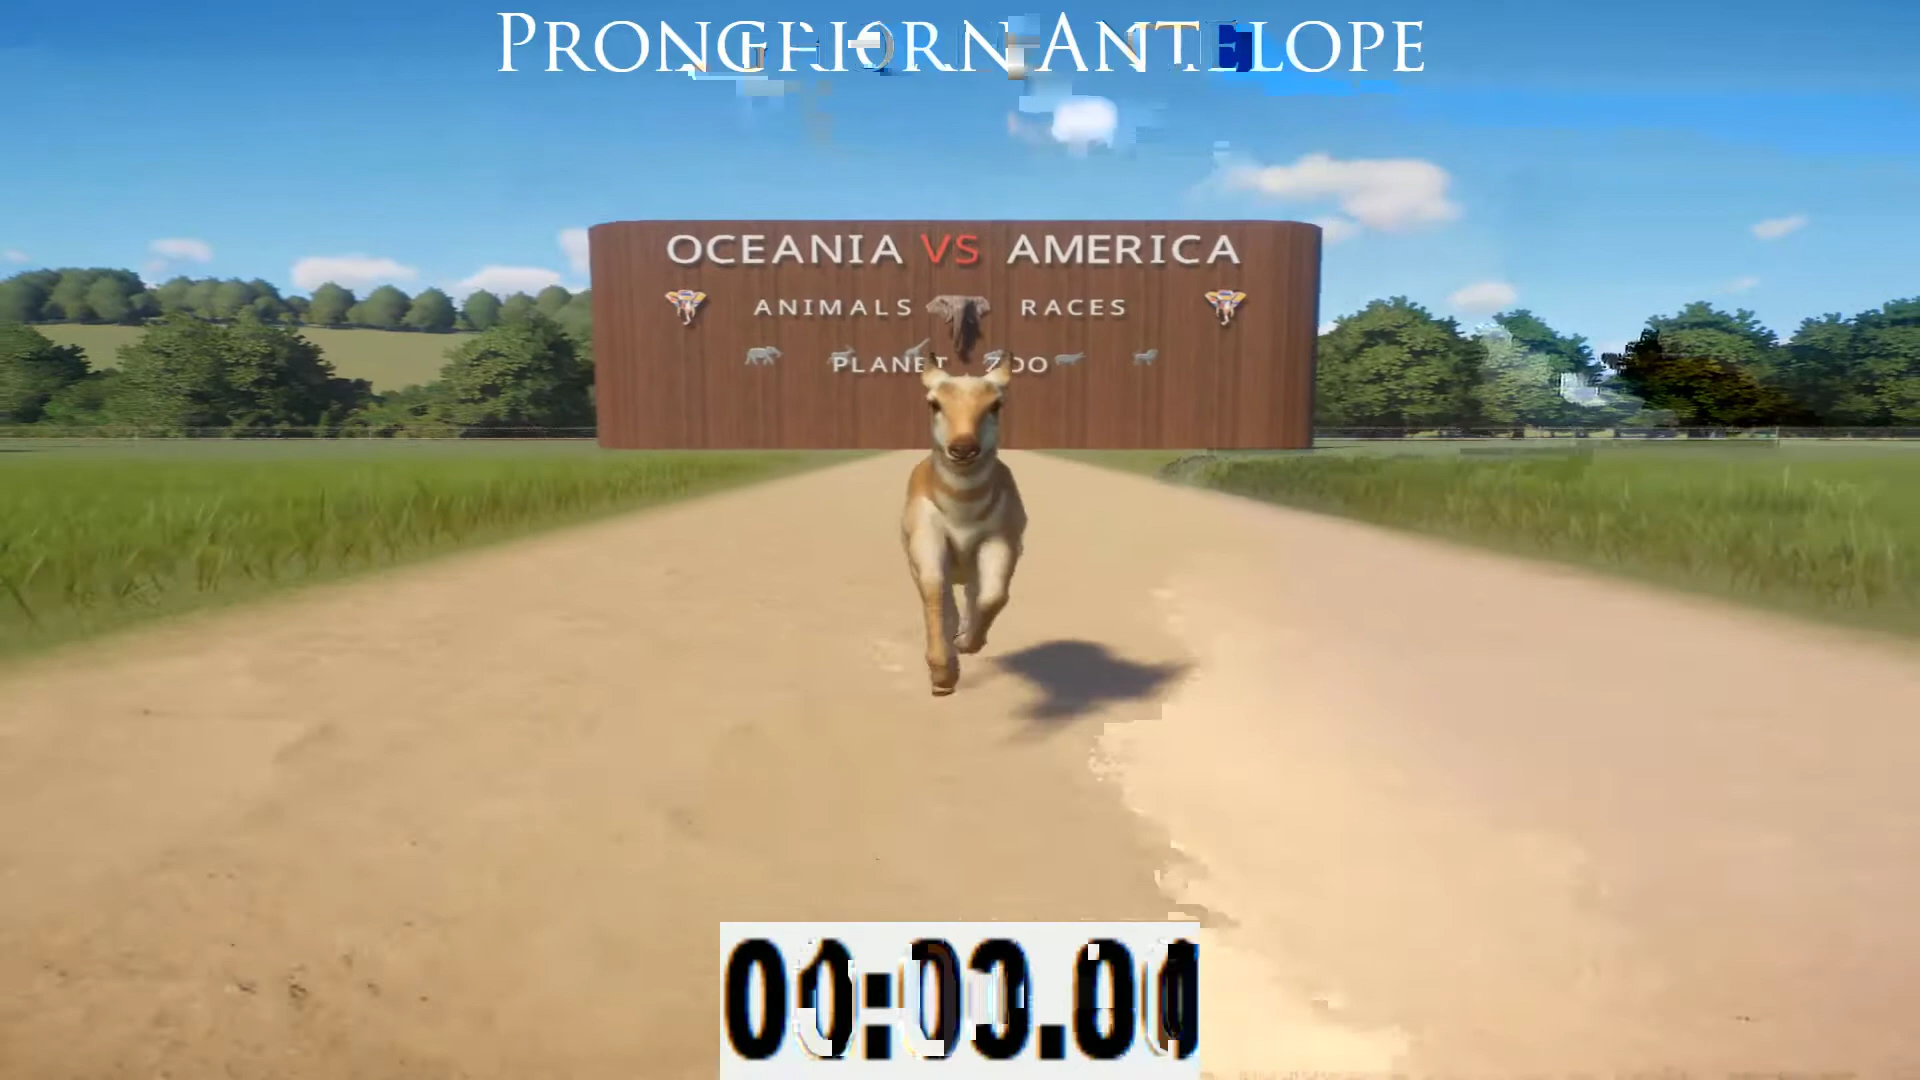 PRONGHORN ANTELOPE
OCEANIA VS AMERICA
ANIMALS RACES
PLANET ZOO